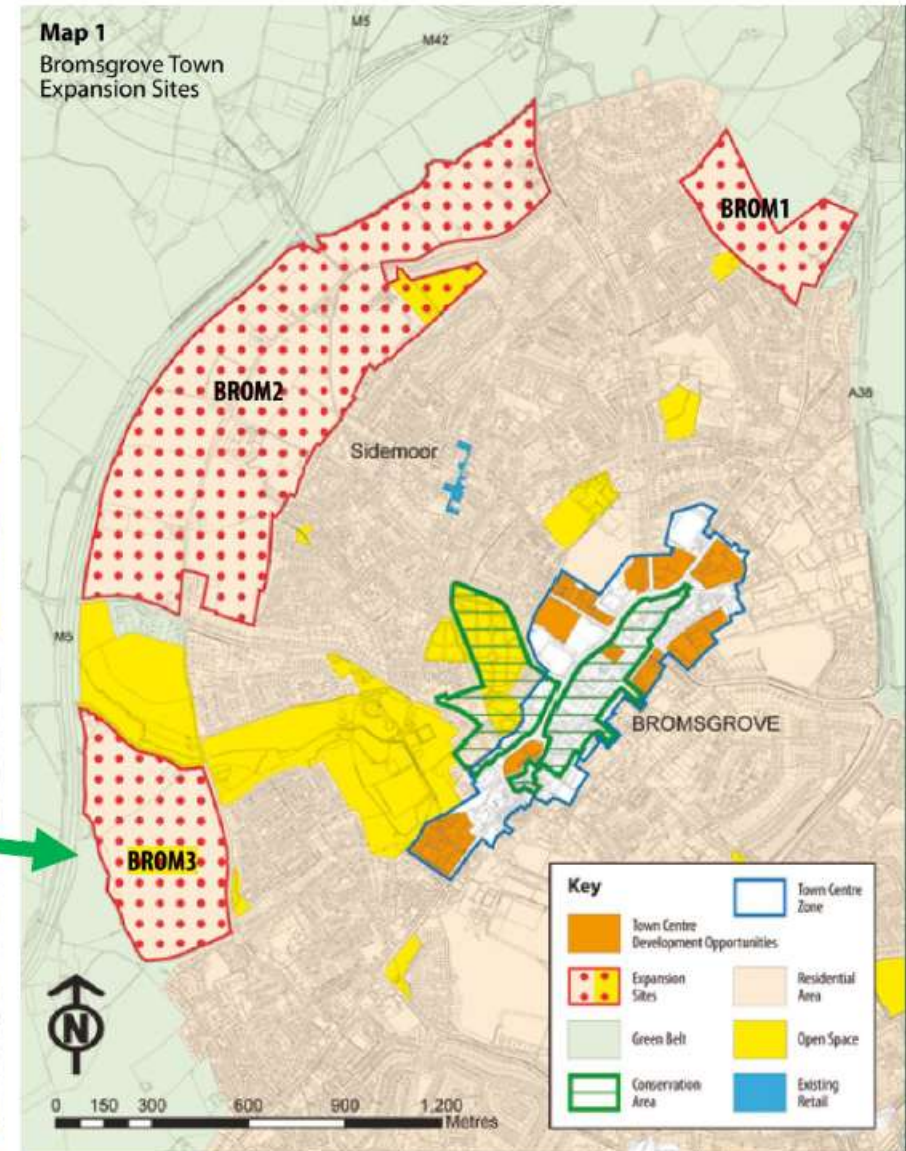 Map 1
Bromsgrove Town
Expansion Sites
M5
M42
BROM1
BROM2
A38
Sidemoor
M5
BROMSGROVE
BROM3
N
0 150 300 600 900 1,200
Metres
Key
Town Centre
Development Opportunities
Town Centre
Zone
Expansion
Sites
Residential
Area
Green Belt
Open Space
Conservation
Area
Existing
Retail